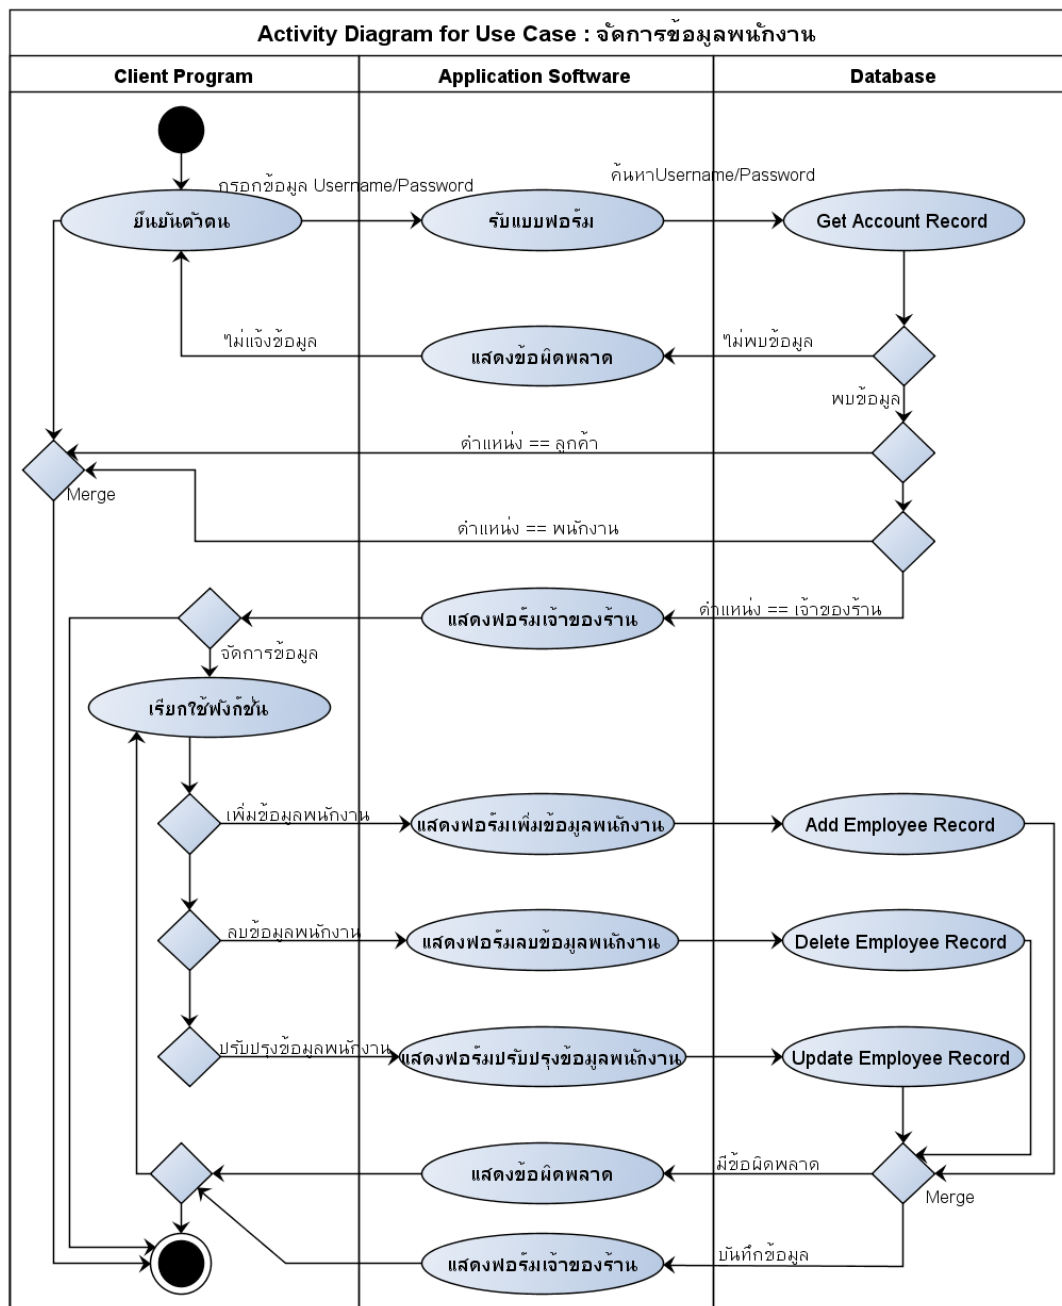 Activity Diagram for Use Case : จัดการข้อมูลพนักงาน
Client Program
Application Software
Database
กรอกข้อมูล Username/Password
ค้นหาUsername/Password
ยืนยันตัวตน
รับแบบฟอร์ม
Get Account Record
ไม่แจ้งข้อมูล
แสดงข้อผิดพลาด
ไม่พบข้อมูล
พบข้อมูล
ตำแหน่ง == ลูกค้า
Merge
ตำแหน่ง == พนักงาน
แสดงฟอร์มเจ้าของร้าน
ตำแหน่ง == เจ้าของร้าน
จัดการข้อมูล
เรียกใช้ฟังก์ชั่น
เพิ่มข้อมูลพนักงาน
แสดงฟอร์มเพิ่มข้อมูลพนักงาน
Add Employee Record
ลบข้อมูลพนักงาน
แสดงฟอร์มลบข้อมูลพนักงาน
Delete Employee Record
ปรับปรุงข้อมูลพนักงาน
แสดงฟอร์มปรับปรุงข้อมูลพนักงาน
Update Employee Record
แสดงข้อผิดพลาด
มีข้อผิดพลาด
Merge
แสดงฟอร์มเจ้าของร้าน
บันทึกข้อมูล